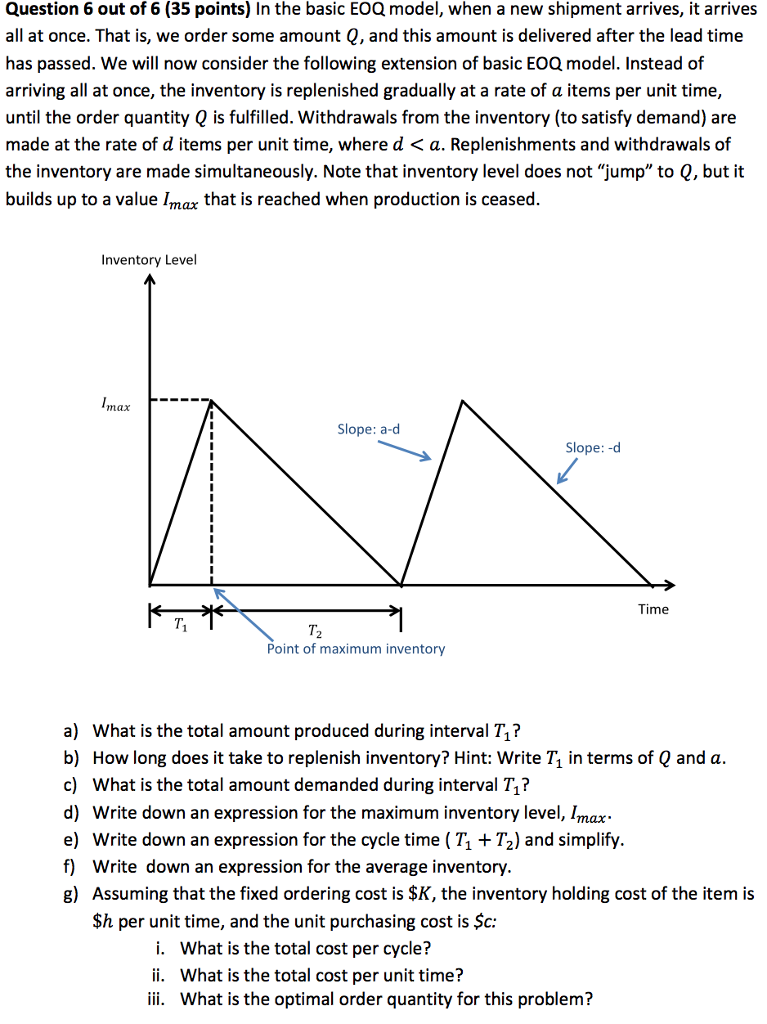 Question 6 out of 6 (35 points) In the basic EOQ model, when a new shipment arrives, it arrives
all at once. That is, we order some amount Q, and this amount is delivered after the lead time
has passed. We will now consider the following extension of basic EOQ model. Instead of
arriving all at once, the inventory is replenished gradually at a rate of a items per unit time,
until the order quantity Q is fulfilled. Withdrawals from the inventory (to satisfy demand) are
made at the rate of d items per unit time, where d < a. Replenishments and withdrawals of
the inventory are made simultaneously. Note that inventory level does not “jump” to Q, but it
builds up to a value Imax that is reached when production is ceased.
Inventory Level
Imax
Slope: a-d
Slope: -d
Time
T₁
T₂
Point of maximum inventory
a) What is the total amount produced during interval T₁?
b) How long does it take to replenish inventory? Hint: Write T₁ in terms of Q and a.
c) What is the total amount demanded during interval T₁?
d) Write down an expression for the maximum inventory level, Imax.
e) Write down an expression for the cycle time ( T₁ + T₂) and simplify.
f) Write down an expression for the average inventory.
g) Assuming that the fixed ordering cost is $K, the inventory holding cost of the item is
$h per unit time, and the unit purchasing cost is $c:
i. What is the total cost per cycle?
ii. What is the total cost per unit time?
iii. What is the optimal order quantity for this problem?